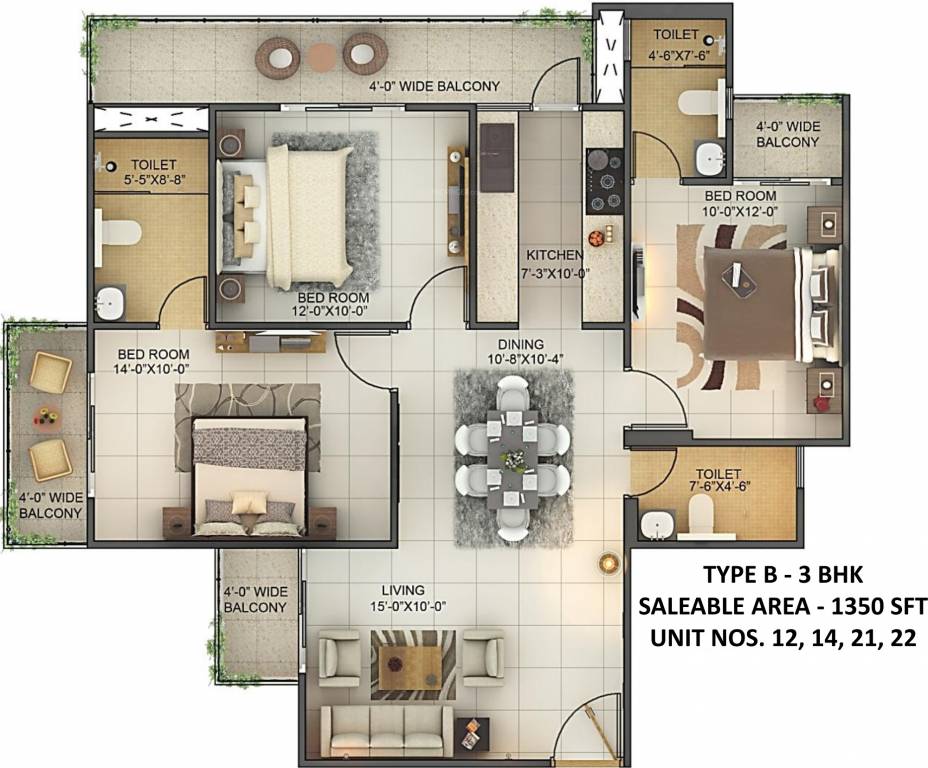 TOILET
4'-6"X7'-6"
4'-0" WIDE BALCONY
4'-0" WIDE
BALCONY
TOILET
5'-5"X8'-8"
BED ROOM
10'-0"X12'-0"
KITCHEN
7'-3"X10'-0"
BED ROOM
12'-0"X10'-0"
DINING
10'-8"X10'-4"
BED ROOM
14'-0"X10'-0"
TOILET
7'-6"X4'-6"
4'-0" WIDE
BALCONY
4'-0" WIDE
BALCONY
LIVING
15'-0"X10'-0"
TYPE B - 3 BHK
SALEABLE AREA - 1350 SFT
UNIT NOS. 12, 14, 21, 22